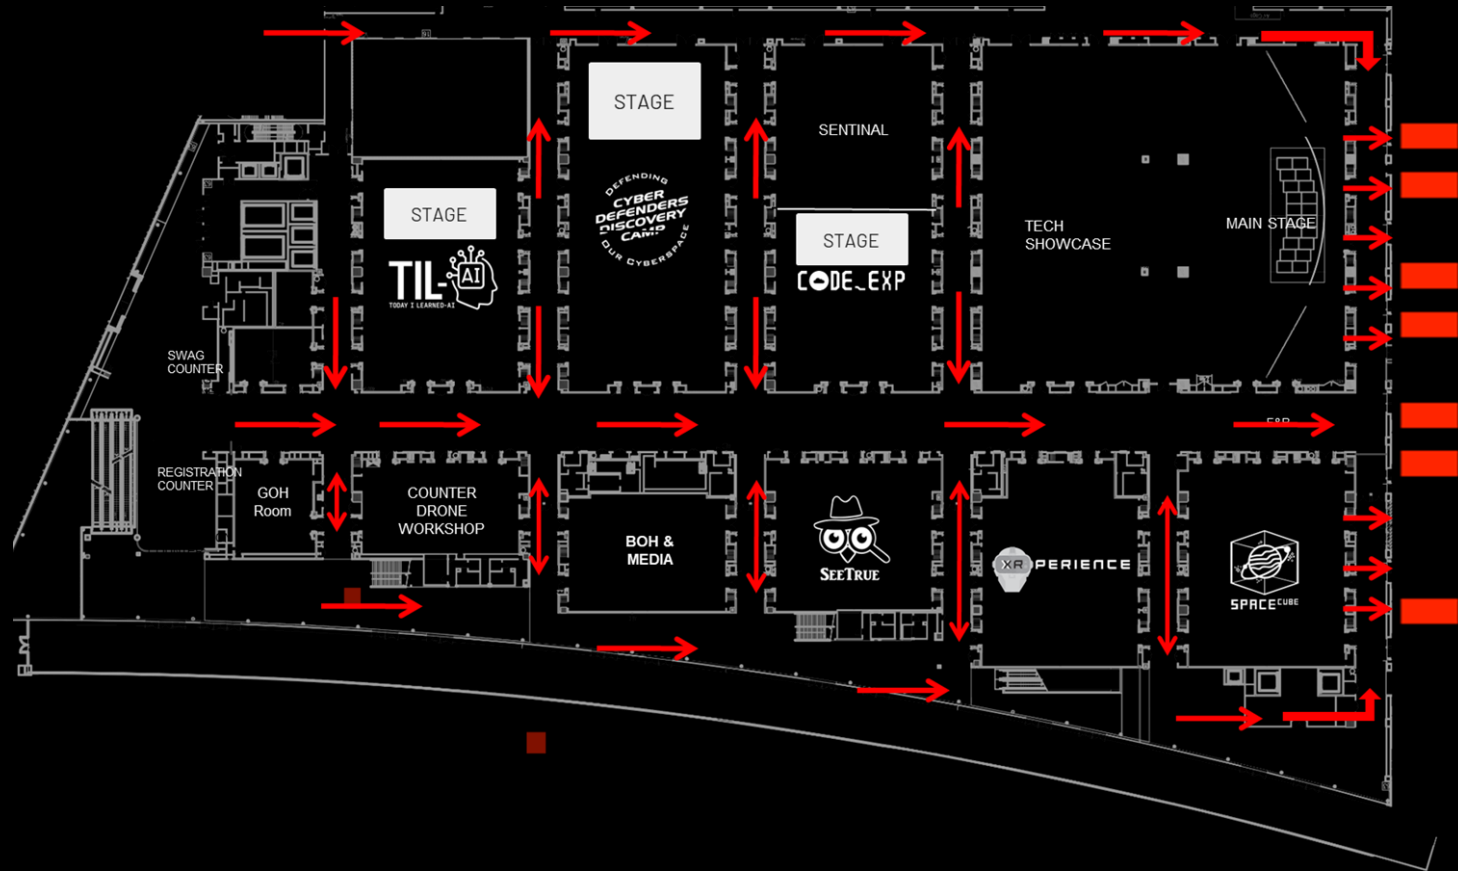 STAGE
SENTINAL
STAGE
DEFENDING
CYBER
DEFENDERS
DISCOVERY
CAMP
OUR CYBERSPACE
STAGE
TECH
SHOWCASE
MAIN STAGE
TIL-AI
TODAY I LEARNED-AI
CODE_EXP
SWAG
COUNTER
REGISTRATION
COUNTER
GOH
Room
COUNTER
DRONE
WORKSHOP
BOH &
MEDIA
SEETRUE
XRPERIENCE
SPACECUBE